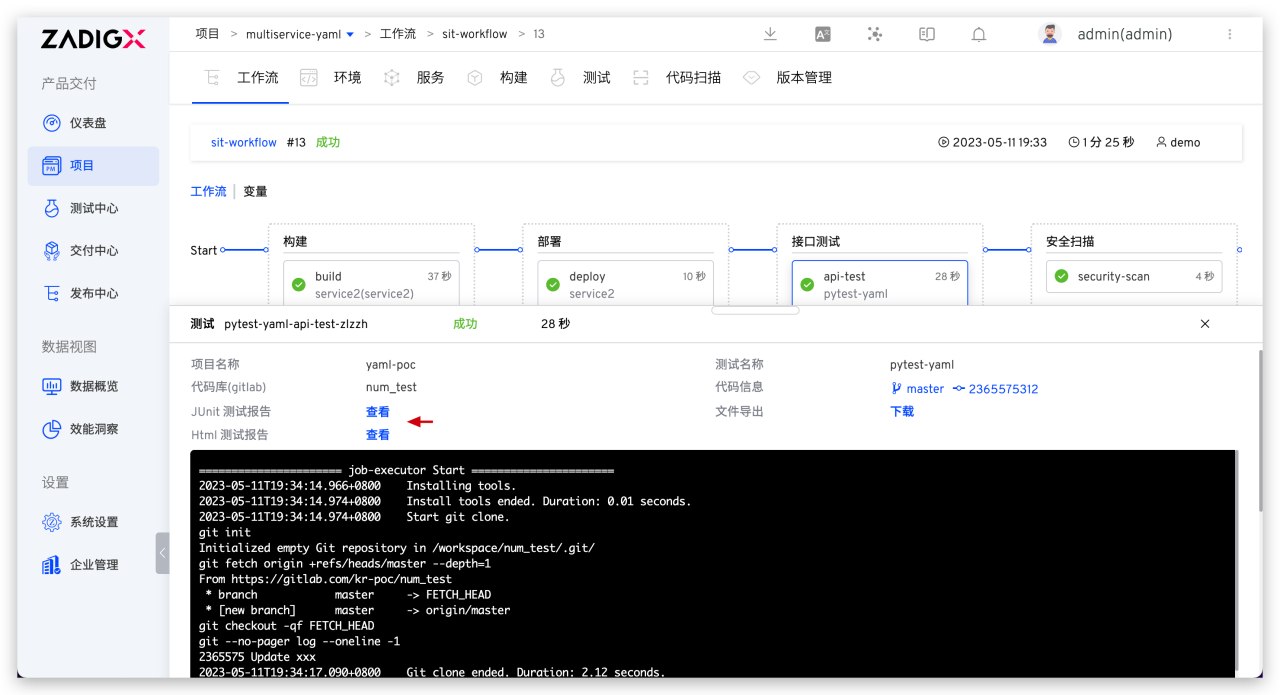 ZADIGX
项目 > multiservice-yaml > 工作流 > sit-workflow > 13
admin(admin)
产品交付
仪表盘
项目
测试中心
交付中心
发布中心
数据视图
数据概览
效能洞察
设置
系统设置
企业管理
工作流 环境 服务 构建 测试 代码扫描 版本管理
sit-workflow #13 成功 2023-05-11 19:33 1 分 25 秒 demo
工作流 变量
Start
构建 部署 接口测试 安全扫描
build 37 秒 deploy 10 秒 api-test 28 秒 security-scan 4 秒
service2(service2) service2 pytest-yaml
测试 pytest-yaml-api-test-zlzzh 成功 28 秒
项目名称 yaml-poc 测试名称 pytest-yaml
代码库(gitlab) num_test 代码信息 master 2365575312
JUnit 测试报告 查看 文件导出 下载
Html 测试报告 查看
====================== job-executor Start ======================
2023-05-11T19:34:14.966+0800 Installing tools.
2023-05-11T19:34:14.974+0800 Install tools ended. Duration: 0.01 seconds.
2023-05-11T19:34:14.974+0800 Start git clone.
git init
Initialized empty Git repository in /workspace/num_test/.git/
git fetch origin +refs/heads/master --depth=1
From https://gitlab.com/kr-poc/num_test
* branch master -> FETCH_HEAD
* [new branch] master -> origin/master
git checkout -qf FETCH_HEAD
git --no-pager log --oneline -1
2365575 Update xxx
2023-05-11T19:34:17.090+0800 Git clone ended. Duration: 2.12 seconds.